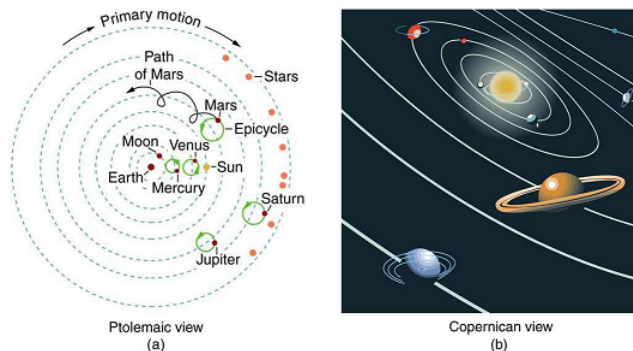 Primary motion
Path
of Mars
Stars
Mars
Epicycle
Moon
Venus
Sun
Earth
Mercury
Saturn
Jupiter
Ptolemaic view
(a)
Copernican view
(b)